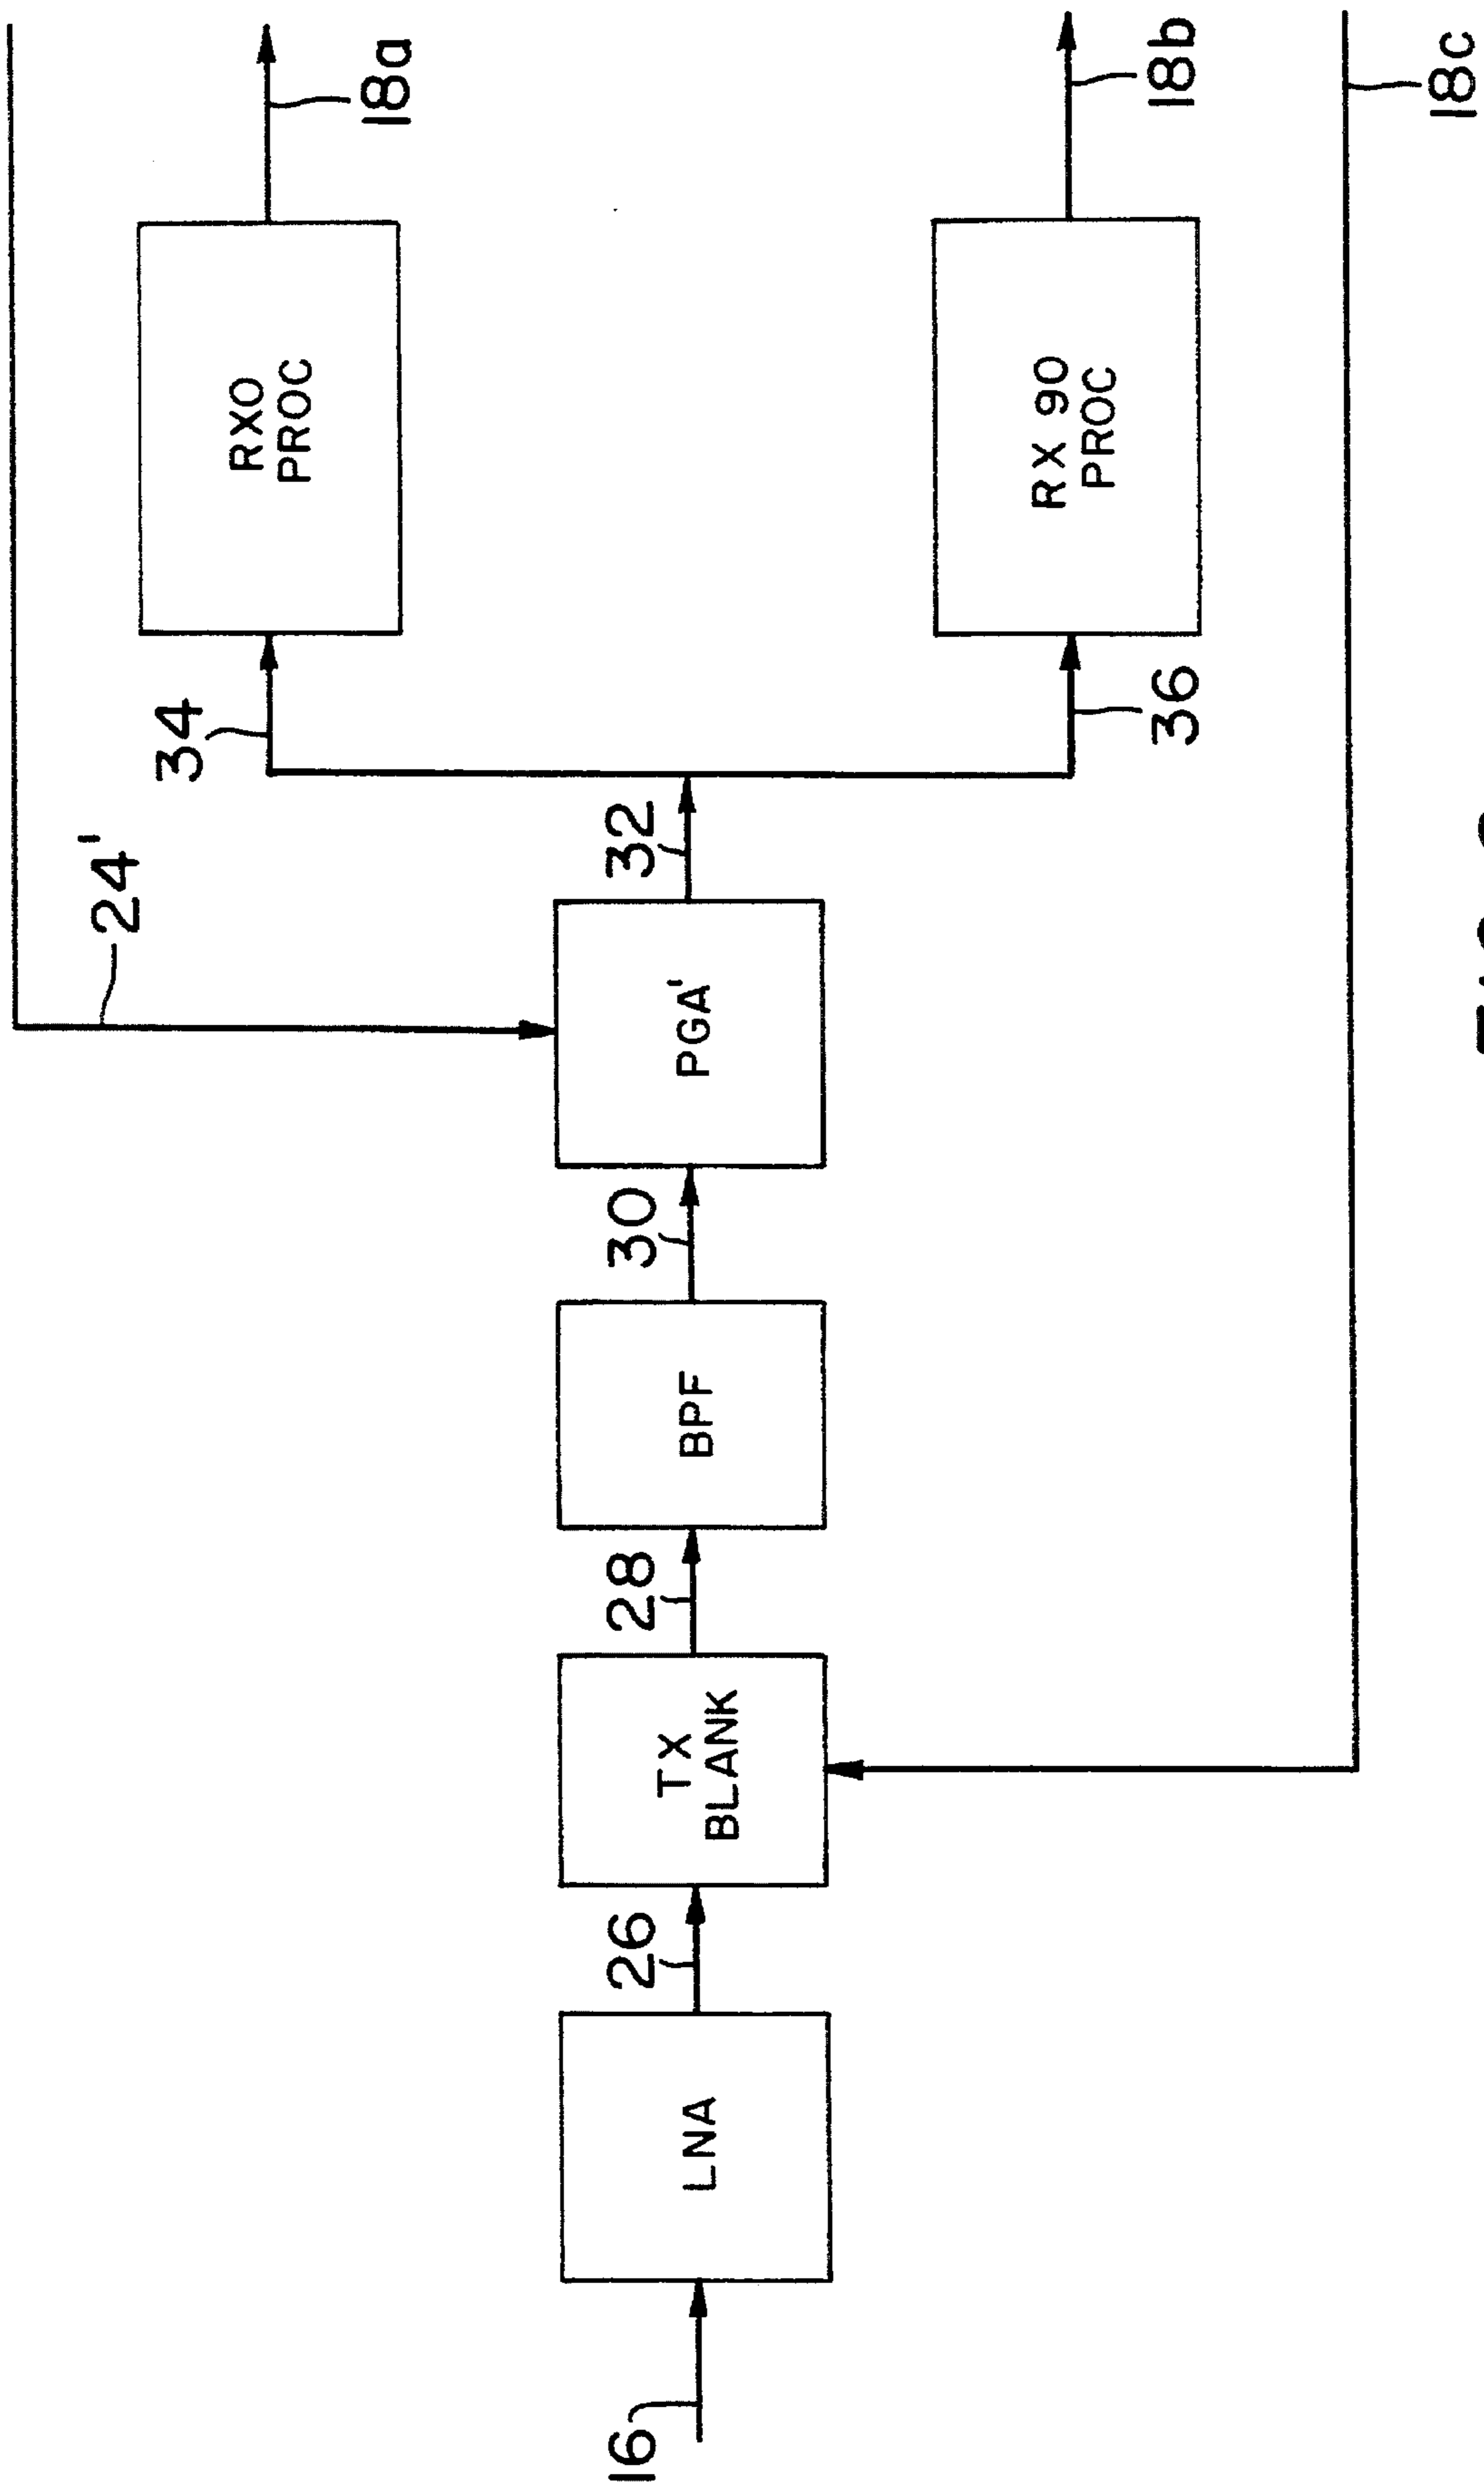 24'
RXO
PROC
18a
34
16
LNA
26
TX
BLANK
28
BPF
30
PGA'
32
36
RX 90
PROC
18b
18c